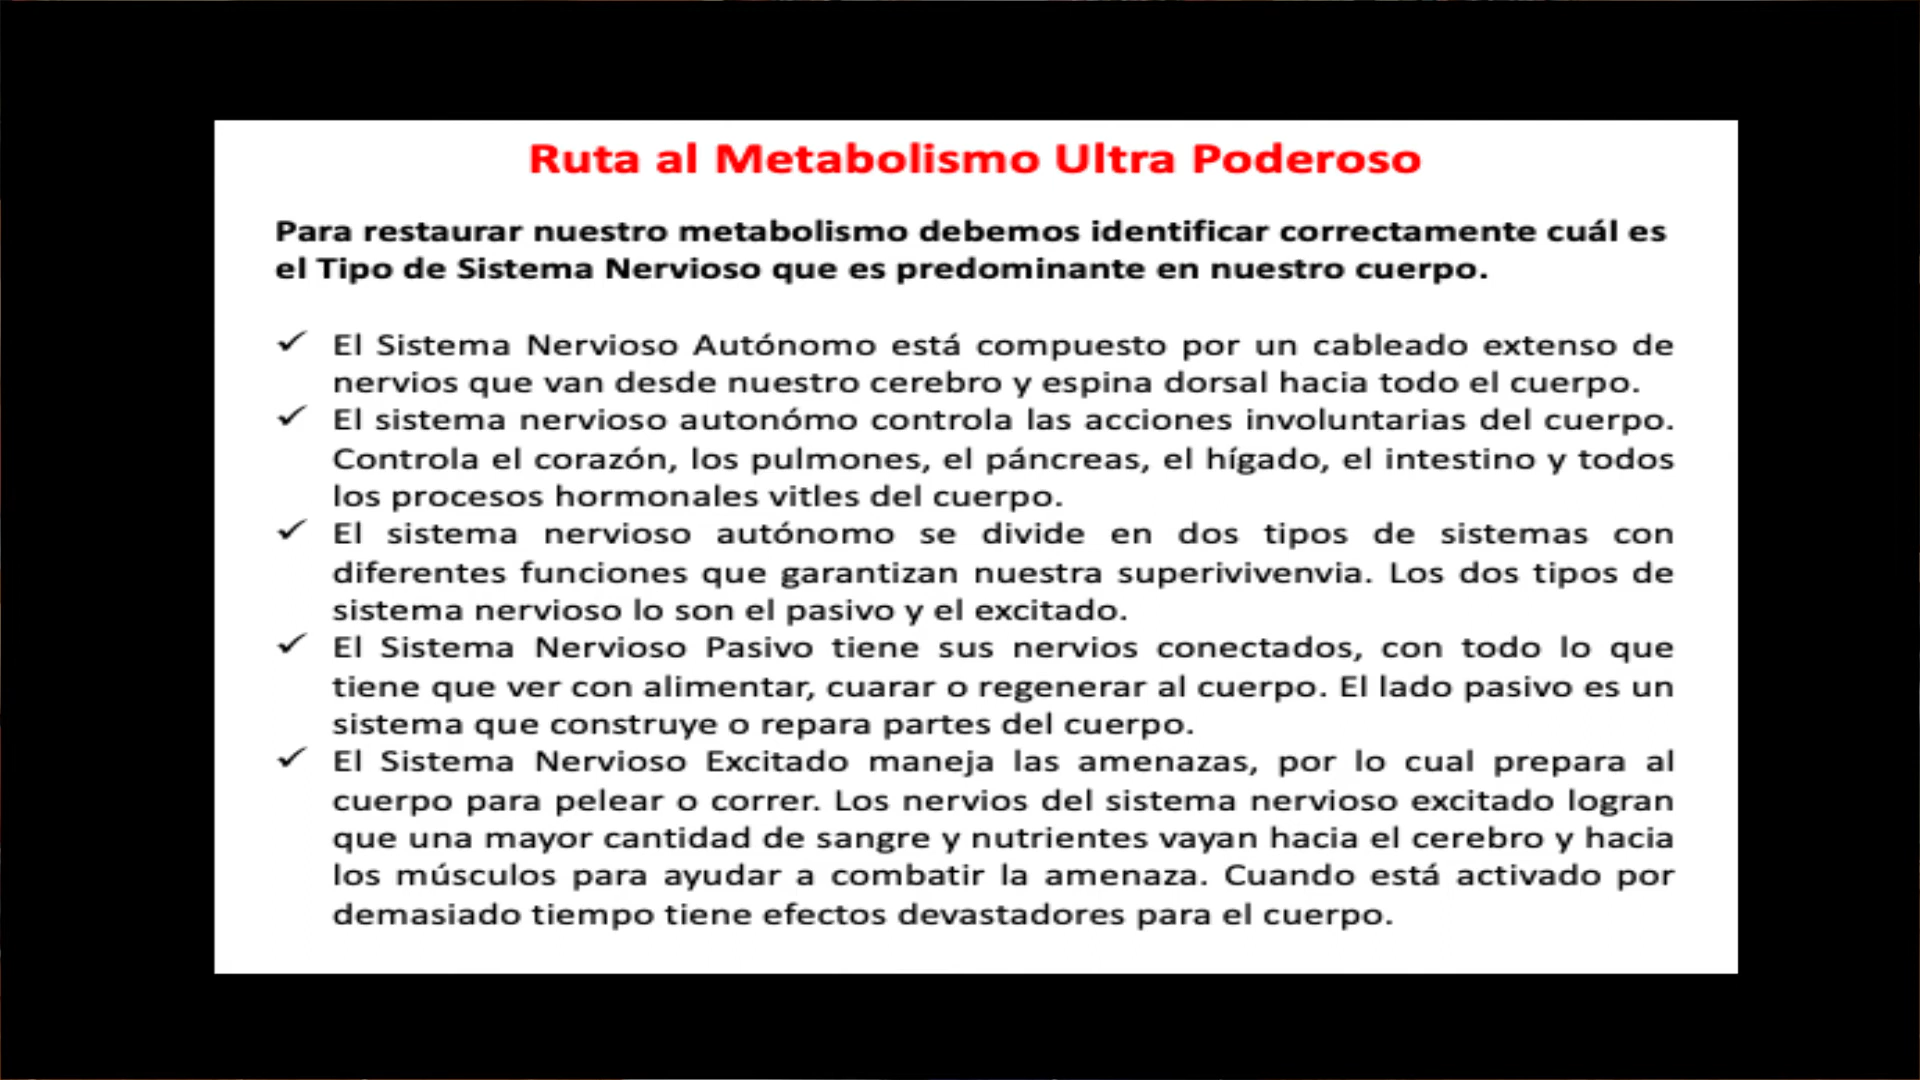 Ruta al Metabolismo Ultra Poderoso
Para restaurar nuestro metabolismo debemos identificar correctamente cuál es
el Tipo de Sistema Nervioso que es predominante en nuestro cuerpo.
✓ El Sistema Nervioso Autónomo está compuesto por un cableado extenso de
nervios que van desde nuestro cerebro y espina dorsal hacia todo el cuerpo.
✓ El sistema nervioso autonómo controla las acciones involuntarias del cuerpo.
Controla el corazón, los pulmones, el páncreas, el hígado, el intestino y todos
los procesos hormonales vitles del cuerpo.
✓ El sistema nervioso autónomo se divide en dos tipos de sistemas con
diferentes funciones que garantizan nuestra superivivenvia. Los dos tipos de
sistema nervioso lo son el pasivo y el excitado.
✓ El Sistema Nervioso Pasivo tiene sus nervios conectados, con todo lo que
tiene que ver con alimentar, cuarar o regenerar al cuerpo. El lado pasivo es un
sistema que construye o repara partes del cuerpo.
✓ El Sistema Nervioso Excitado maneja las amenazas, por lo cual prepara al
cuerpo para pelear o correr. Los nervios del sistema nervioso excitado logran
que una mayor cantidad de sangre y nutrientes vayan hacia el cerebro y hacia
los músculos para ayudar a combatir la amenaza. Cuando está activado por
demasiado tiempo tiene efectos devastadores para el cuerpo.